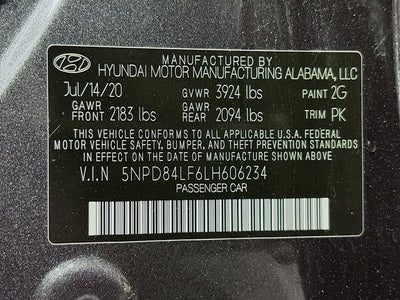 MANUFACTURED BY
HYUNDAI MOTOR MANUFACTURING ALABAMA, LLC
Jul/14/20 GVWR 3924 lbs PAINT 2G
GAWR FRONT 2183 lbs GAWR REAR 2094 lbs TRIM PK
THIS VEHICLE CONFORMS TO ALL APPLICABLE U.S.A FEDERAL
MOTOR VEHICLE SAFETY, BUMPER, AND THEFT PREVENTION
STANDARDS IN EFFECT ON THE DATE OF MANUFACTURE SHOWN ABOVE.
V.I.N 5NPD84LF6LH606234
PASSENGER CAR